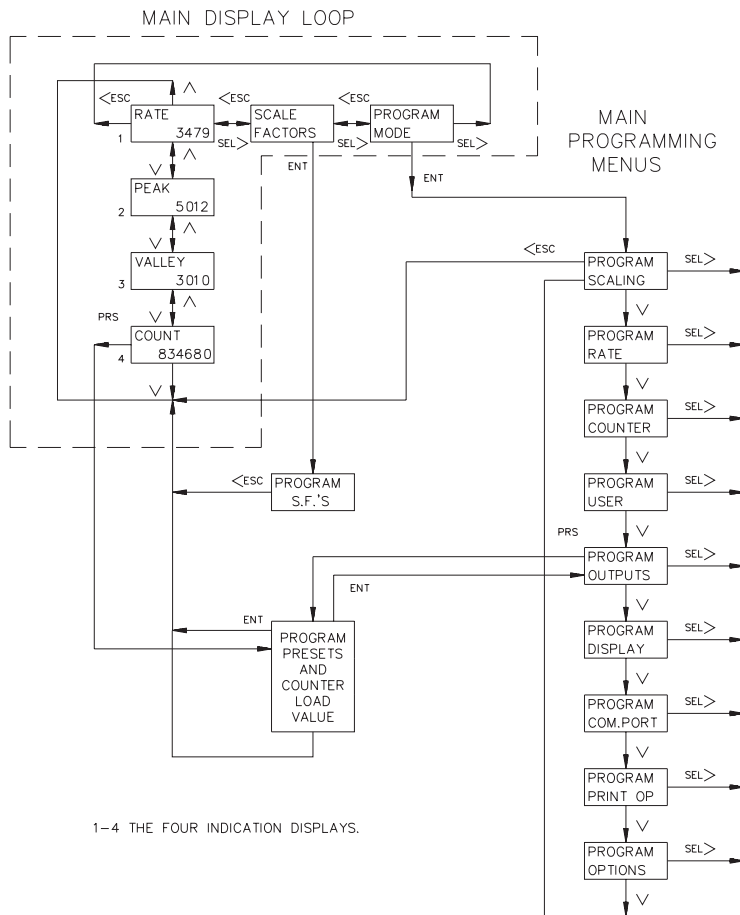 MAIN DISPLAY LOOP
<ESC
<ESC
<ESC
RATE
3479
1
SEL>
SCALE
FACTORS
SEL>
PROGRAM
MODE
SEL>
ENT
ENT
PEAK
5012
2
VALLEY
3010
3
PRS
COUNT
834680
4
MAIN
PROGRAMMING
MENUS
<ESC
PROGRAM
SCALING
SEL>
PROGRAM
RATE
SEL>
PROGRAM
COUNTER
SEL>
<ESC
PROGRAM
S.F.'S
PROGRAM
USER
SEL>
PRS
PROGRAM
OUTPUTS
SEL>
ENT
ENT
PROGRAM
PRESETS
AND
COUNTER
LOAD
VALUE
PROGRAM
DISPLAY
SEL>
PROGRAM
COM.PORT
SEL>
PROGRAM
PRINT OP
SEL>
PROGRAM
OPTIONS
SEL>
1-4 THE FOUR INDICATION DISPLAYS.